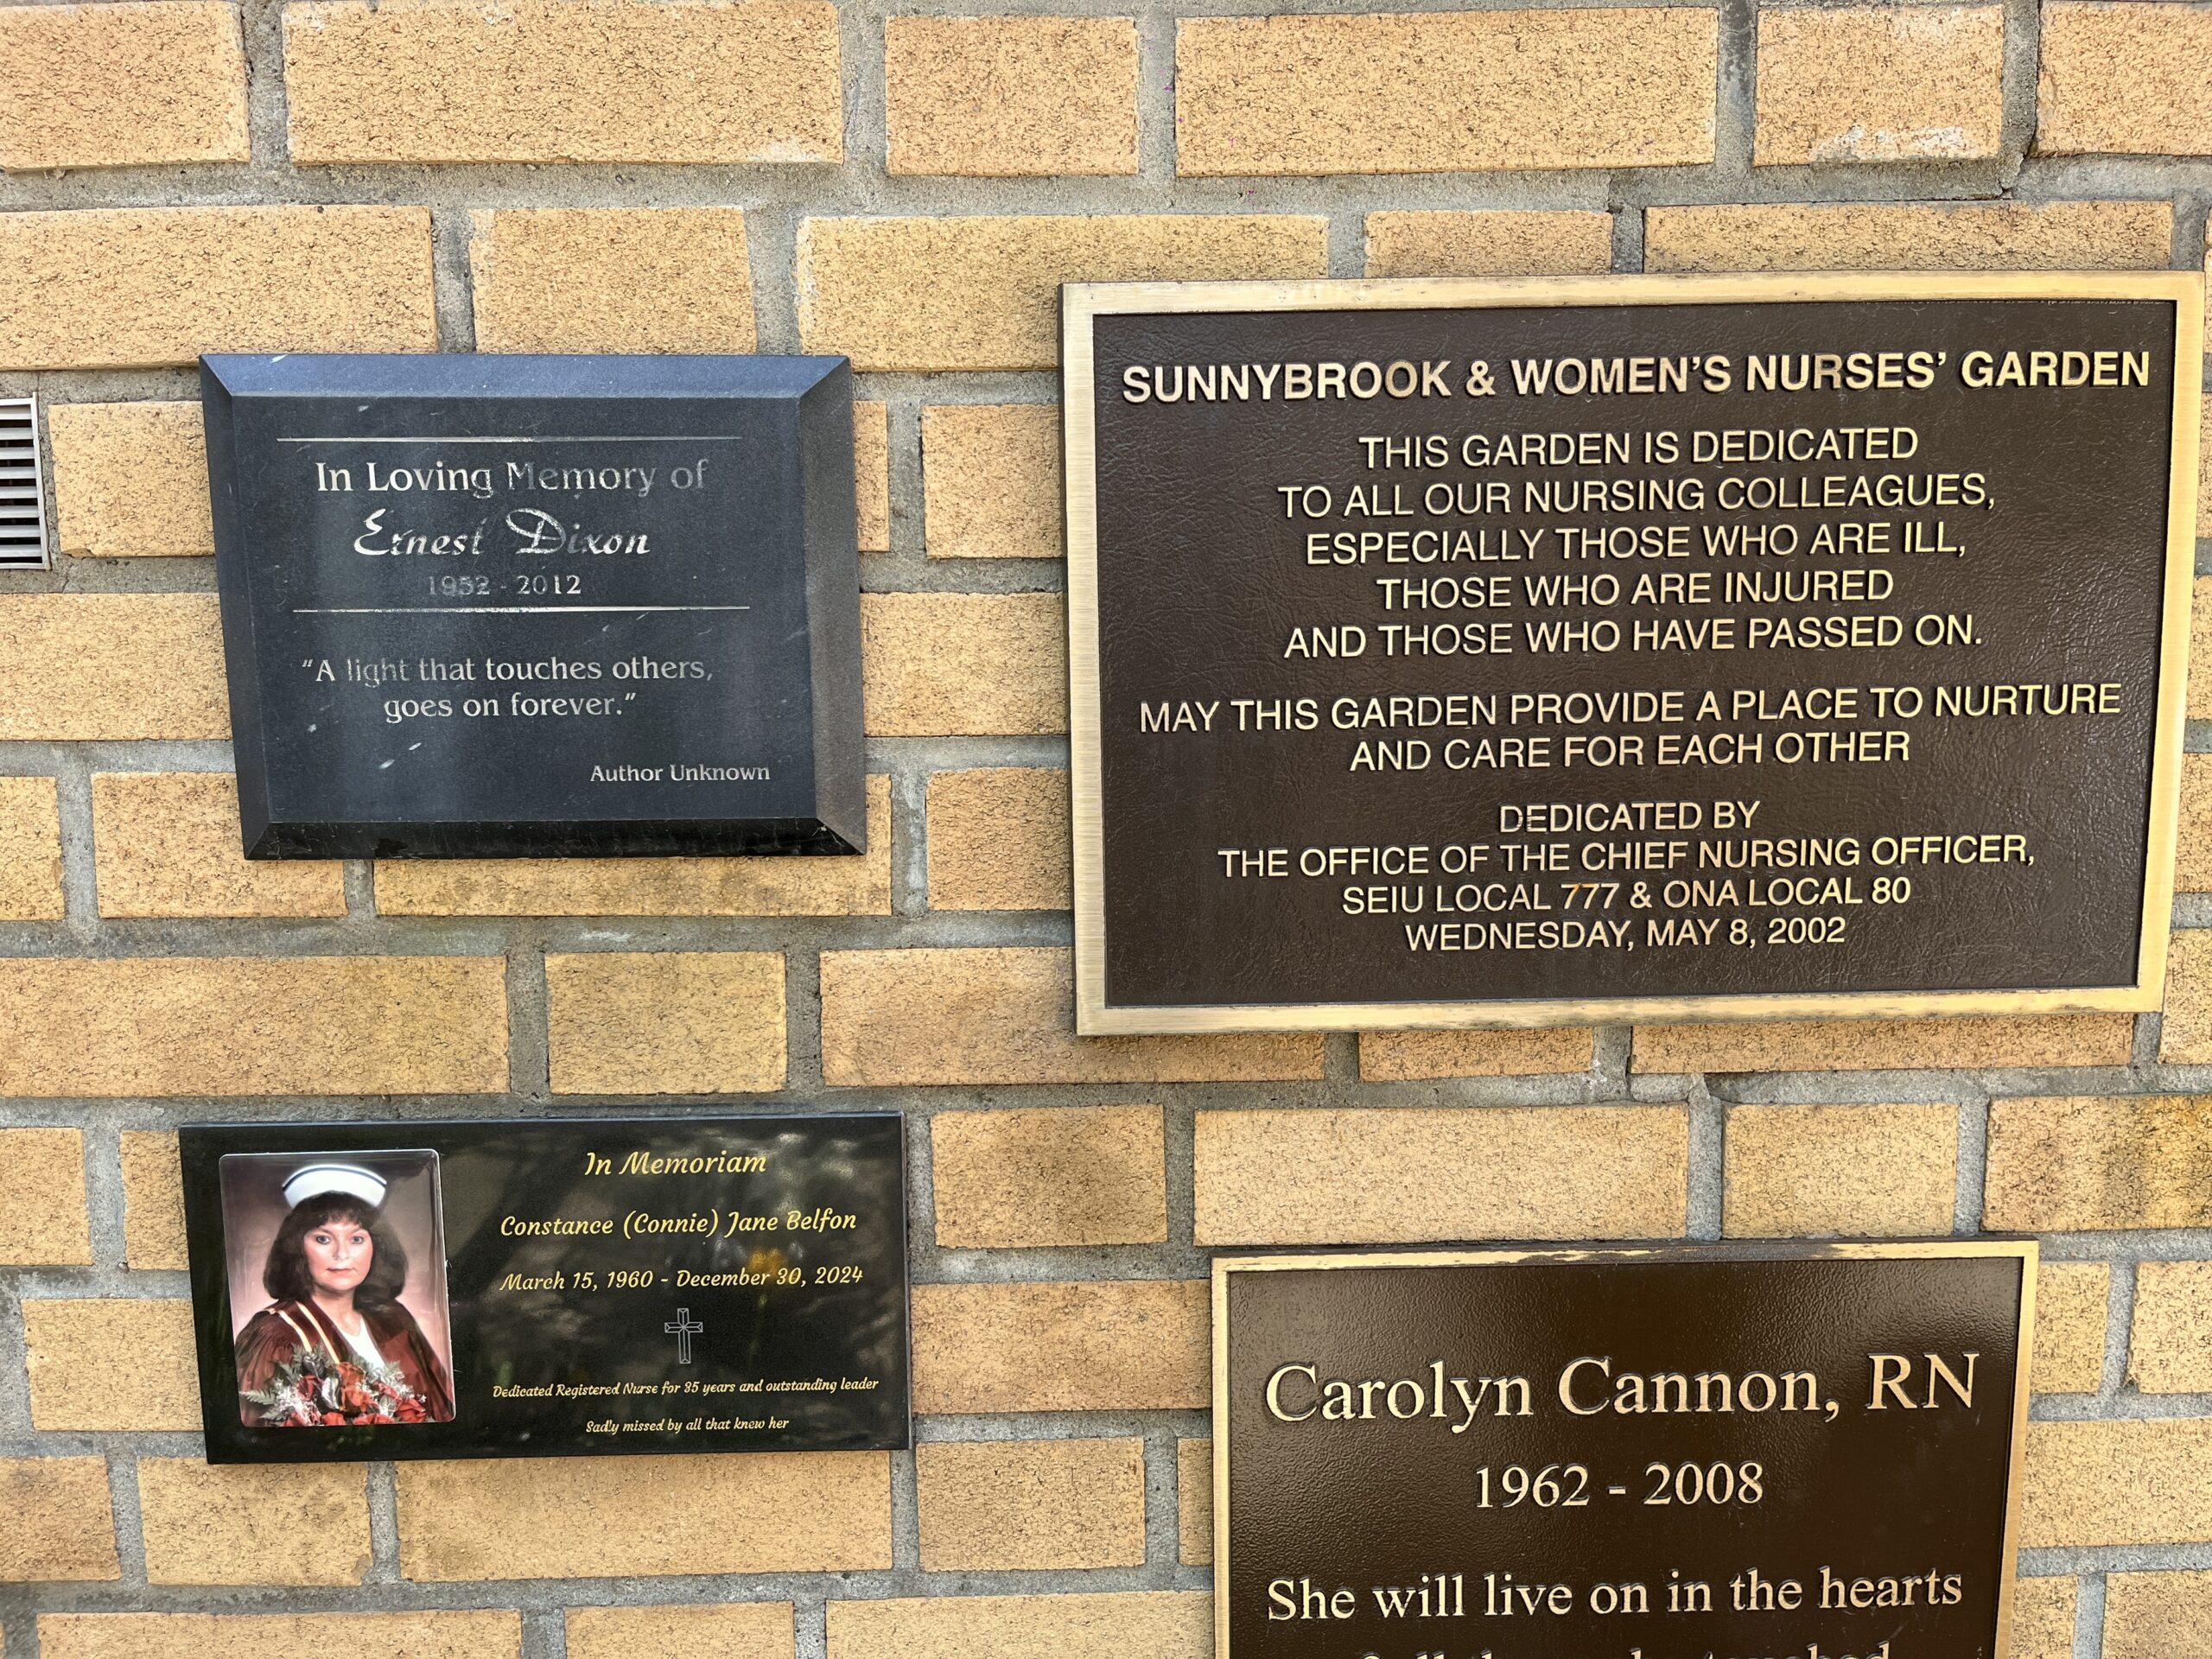 In Loving Memory of
Ernest Dixon
1952 - 2012
"A light that touches others,
goes on forever."
Author Unknown
SUNNYBROOK & WOMEN'S NURSES' GARDEN
THIS GARDEN IS DEDICATED
TO ALL OUR NURSING COLLEAGUES,
ESPECIALLY THOSE WHO ARE ILL,
THOSE WHO ARE INJURED
AND THOSE WHO HAVE PASSED ON.
MAY THIS GARDEN PROVIDE A PLACE TO NURTURE
AND CARE FOR EACH OTHER
DEDICATED BY
THE OFFICE OF THE CHIEF NURSING OFFICER,
SEIU LOCAL 777 & ONA LOCAL 80
WEDNESDAY, MAY 8, 2002
In Memoriam
Constance (Connie) Jane Belfon
March 15, 1960 - December 30, 2024
Dedicated Registered Nurse for 35 years and outstanding leader
Sadly missed by all that knew her
Carolyn Cannon, RN
1962 - 2008
She will live on in the hearts